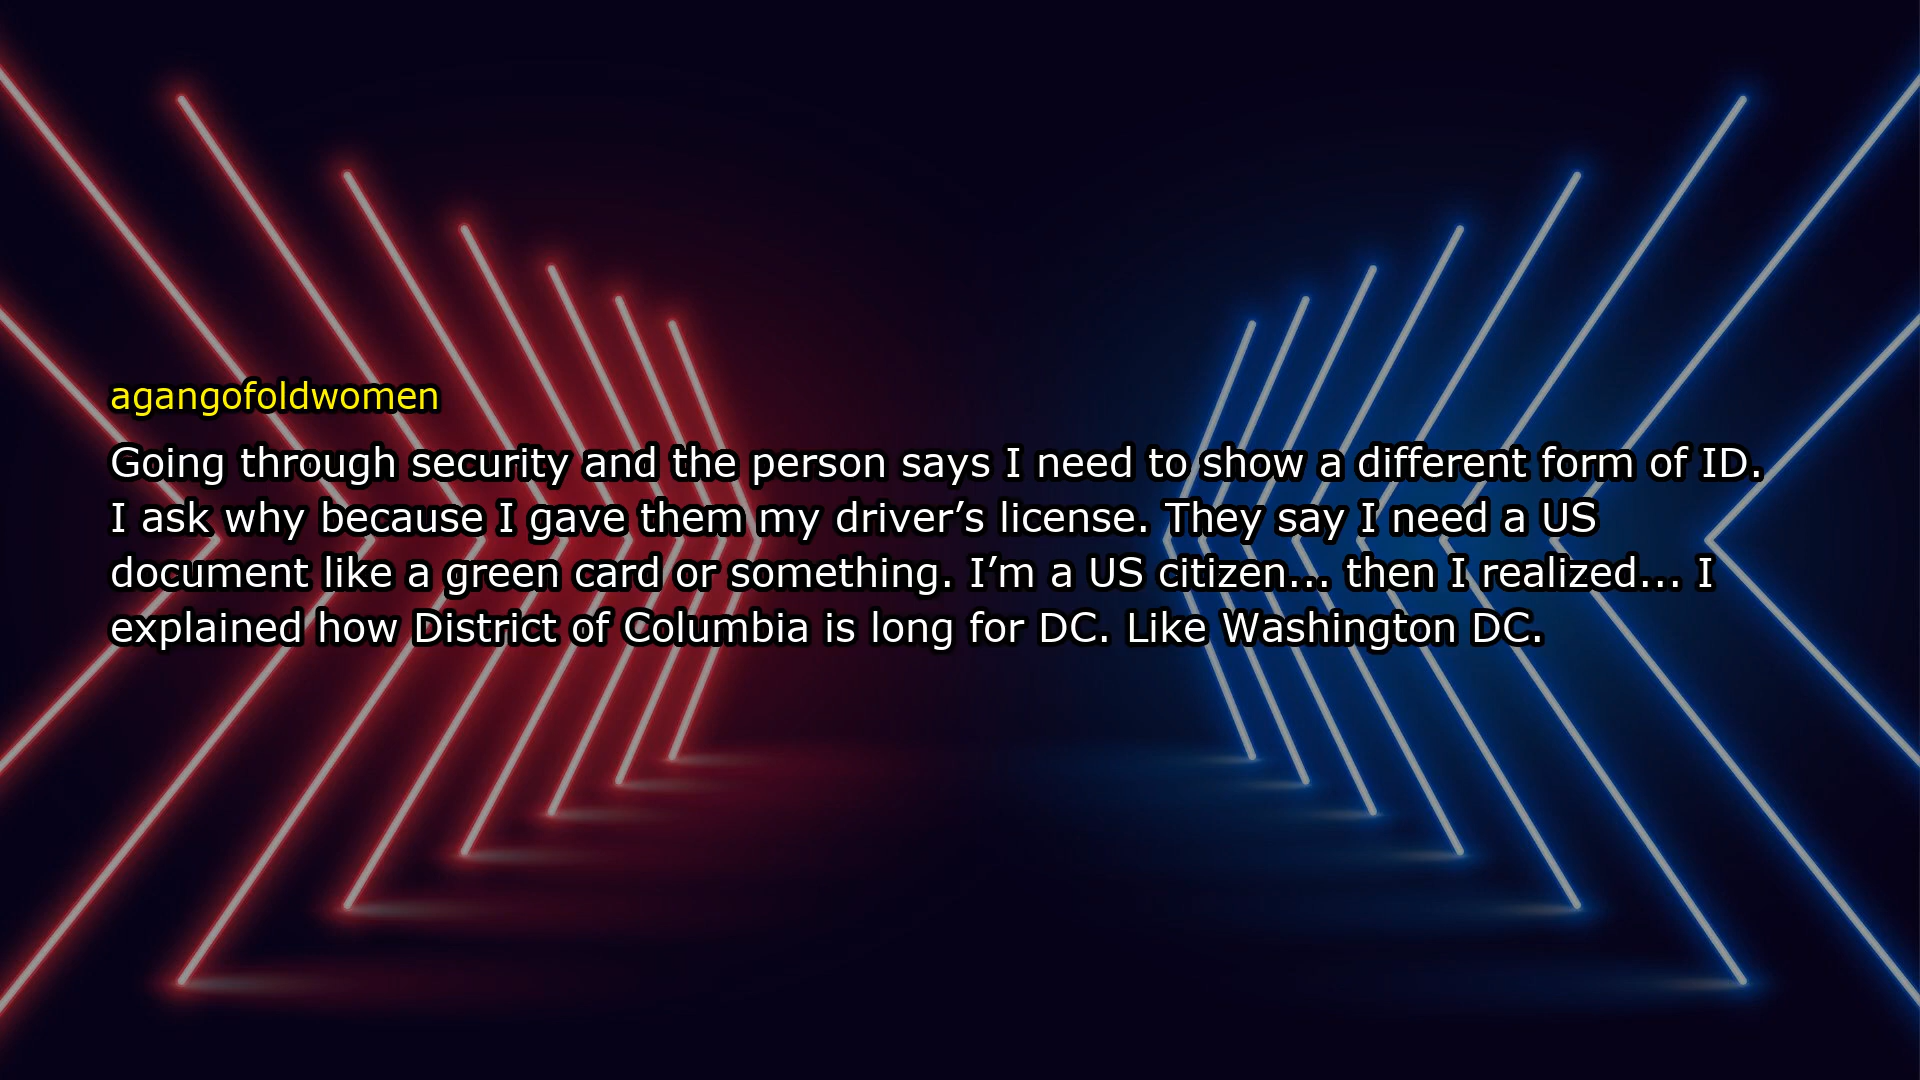 agangofoldwomen
Going through security and the person says I need to show a different form of ID.
I ask why because I gave them my driver’s license. They say I need a US
document like a green card or something. I’m a US citizen... then I realized... I
explained how District of Columbia is long for DC. Like Washington DC.